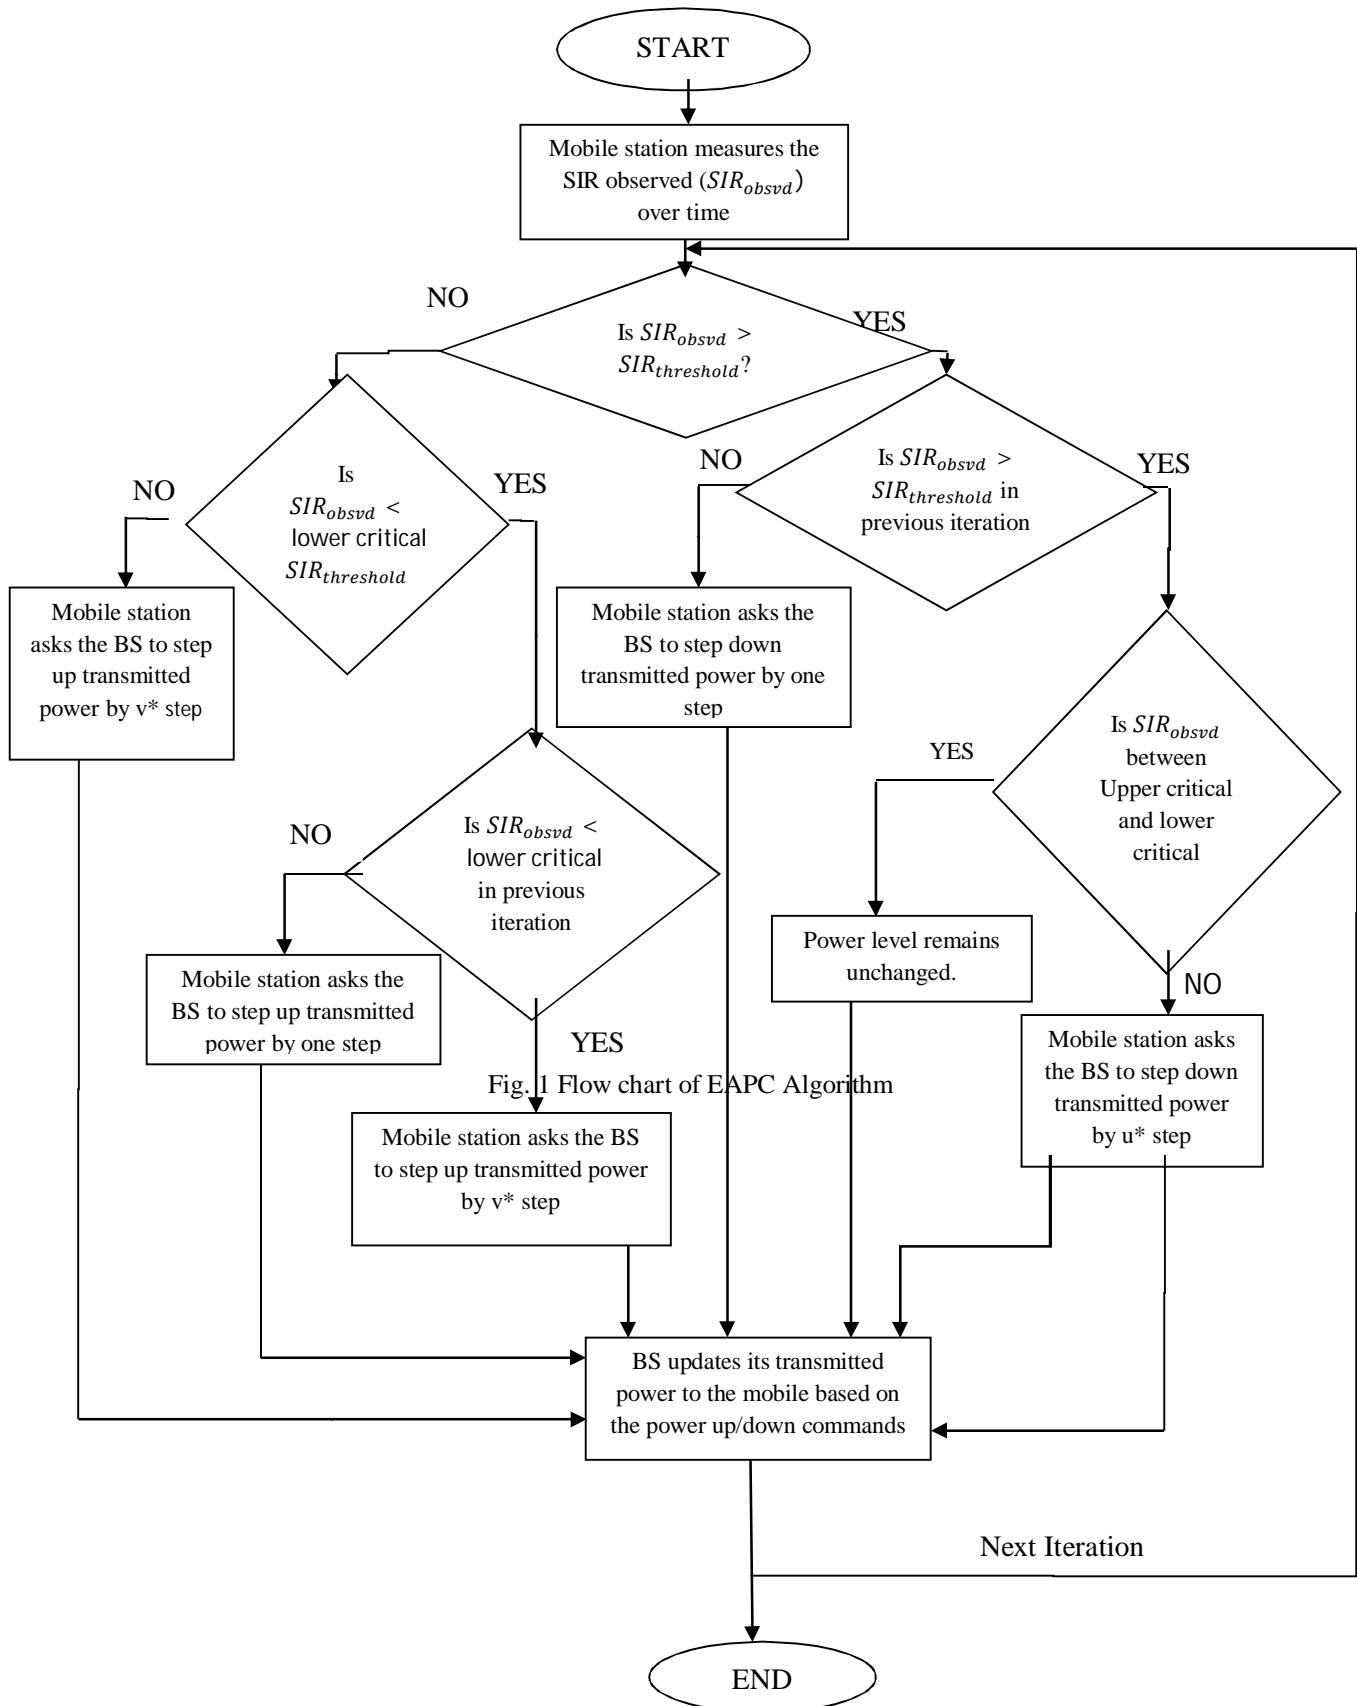 START
Mobile station measures the
SIR observed (SIR_obsvd)
over time
NO
YES
Is SIR_obsvd >
SIR_threshold?
NO
Is
SIR_obsvd <
lower critical
SIR_threshold
YES
NO
Is SIR_obsvd >
SIR_threshold in
previous iteration
YES
Mobile station
asks the BS to step
up transmitted
power by v* step
Mobile station asks the
BS to step down
transmitted power by one
step
Is SIR_obsvd
between
Upper critical
and lower
critical
YES
NO
Is SIR_obsvd <
lower critical
in previous
iteration
Power level remains
unchanged.
NO
Mobile station asks the
BS to step up transmitted
power by one step
YES
Mobile station asks
the BS to step down
transmitted power
by u* step
Fig. 1 Flow chart of EAPC Algorithm
Mobile station asks the BS
to step up transmitted power
by v* step
BS updates its transmitted
power to the mobile based on
the power up/down commands
Next Iteration
END